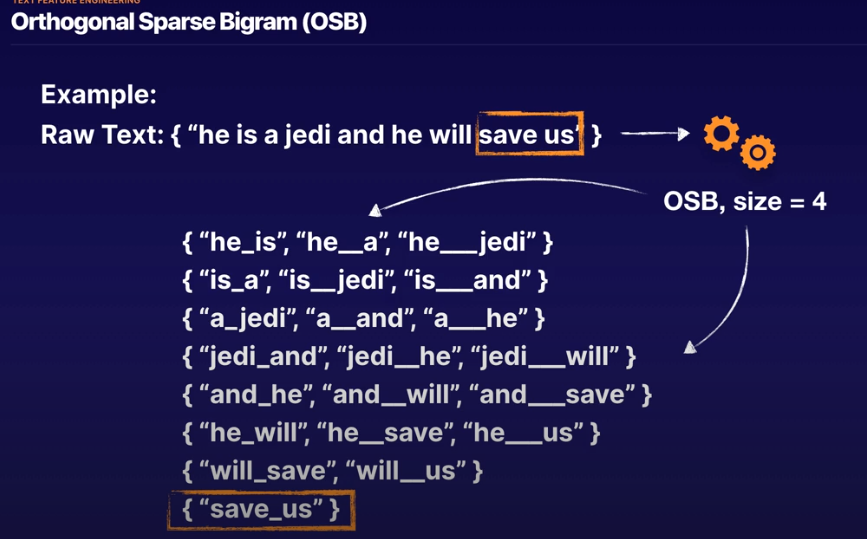 TEXT FEATURE ENGINEERING
Orthogonal Sparse Bigram (OSB)
Example:
Raw Text: { “he is a jedi and he will save us” }
OSB, size = 4
{ “he_is”, “he__a”, “he___jedi” }
{ “is_a”, “is__jedi”, “is___and” }
{ “a_jedi”, “a__and”, “a___he” }
{ “jedi_and”, “jedi__he”, “jedi___will” }
{ “and_he”, “and__will”, “and___save” }
{ “he_will”, “he__save”, “he___us” }
{ “will_save”, “will__us” }
{ “save_us” }